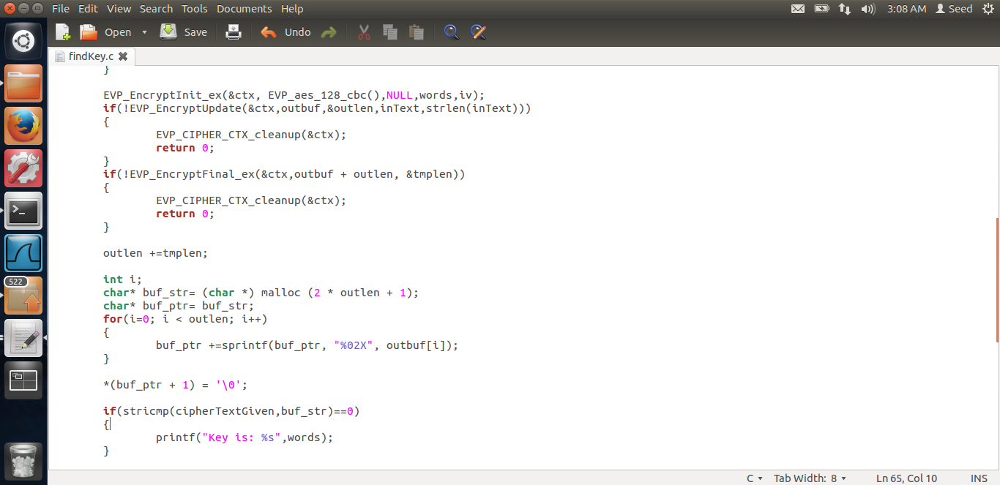 File Edit View Search Tools Documents Help 3:08 AM Seed
Open Save Undo
findKey.c
}
EVP_EncryptInit_ex(&ctx, EVP_aes_128_cbc(),NULL,words,iv);
if(!EVP_EncryptUpdate(&ctx,outbuf,&outlen,inText,strlen(inText)))
{
EVP_CIPHER_CTX_cleanup(&ctx);
return 0;
}
if(!EVP_EncryptFinal_ex(&ctx,outbuf + outlen, &tmplen))
{
EVP_CIPHER_CTX_cleanup(&ctx);
return 0;
}
outlen +=tmplen;
int i;
char* buf_str= (char *) malloc (2 * outlen + 1);
char* buf_ptr= buf_str;
for(i=0; i < outlen; i++)
{
buf_ptr +=sprintf(buf_ptr, "%02X", outbuf[i]);
}
*(buf_ptr + 1) = '\0';
if(stricmp(cipherTextGiven,buf_str)==0)
{
printf("Key is: %s",words);
}
522
C Tab Width: 8 Ln 65, Col 10 INS